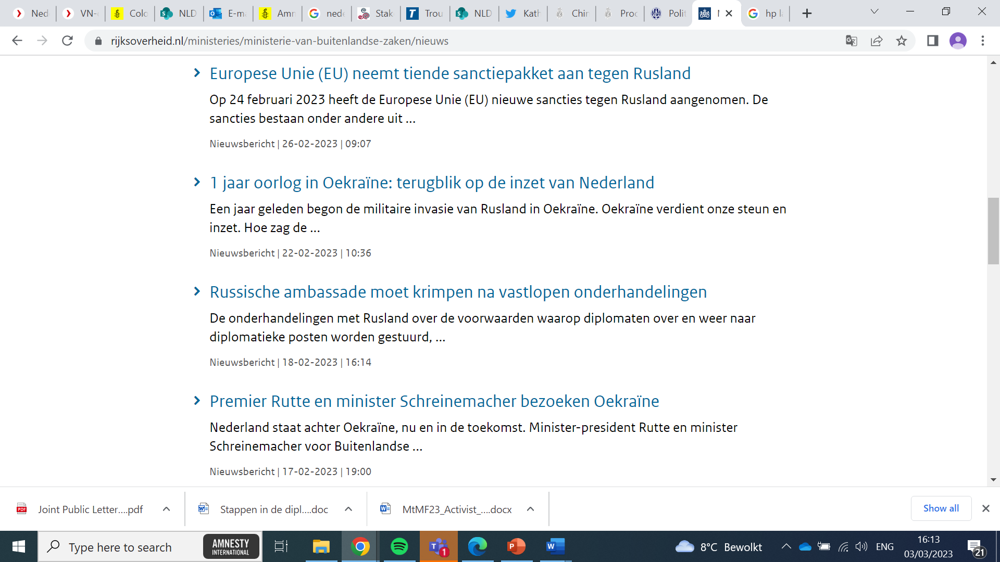 Ned
VN-
Colo
NLD
E-ma
Amn
nede
Stak
T
Trou
NLD
Kath
Chin
Proc
Polit
hp la
rijksoverheid.nl/ministeries/ministerie-van-buitenlandse-zaken/nieuws
Europese Unie (EU) neemt tiende sanctiepakket aan tegen Rusland
Op 24 februari 2023 heeft de Europese Unie (EU) nieuwe sancties tegen Rusland aangenomen. De
sancties bestaan onder andere uit ...
Nieuwsbericht | 26-02-2023 | 09:07
1 jaar oorlog in Oekraïne: terugblik op de inzet van Nederland
Een jaar geleden begon de militaire invasie van Rusland in Oekraïne. Oekraïne verdient onze steun en
inzet. Hoe zag de ...
Nieuwsbericht | 22-02-2023 | 10:36
Russische ambassade moet krimpen na vastlopen onderhandelingen
De onderhandelingen met Rusland over de voorwaarden waarop diplomaten over en weer naar
diplomatieke posten worden gestuurd, ...
Nieuwsbericht | 18-02-2023 | 16:14
Premier Rutte en minister Schreinemacher bezoeken Oekraïne
Nederland staat achter Oekraïne, nu en in de toekomst. Minister-president Rutte en minister
Schreinemacher voor Buitenlandse ...
Nieuwsbericht | 17-02-2023 | 19:00
PDF
Joint Public Letter....pdf
Stappen in de dipl....doc
MtMF23_Activist_....docx
Show all
Type here to search
AMNESTY
INTERNATIONAL
8°C Bewolkt
ENG
16:13
03/03/2023
21